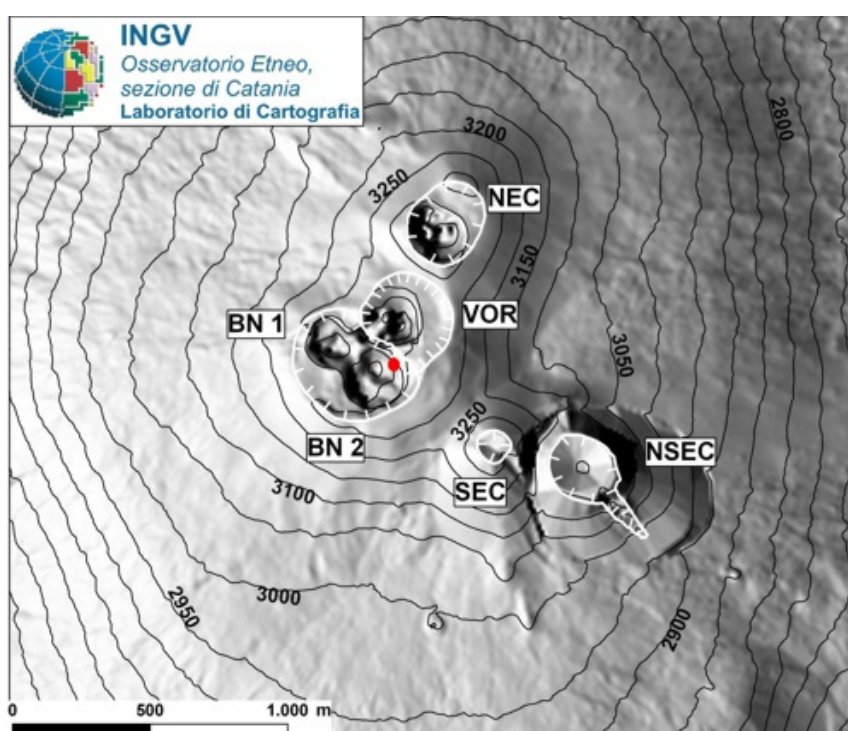 INGV
Osservatorio Etneo,
sezione di Catania
Laboratorio di Cartografia
2800
3200
3250
NEC
3150
BN 1
VOR
3050
3250
BN 2
NSEC
SEC
3100
3000
2950
2900
0 500 1.000 m